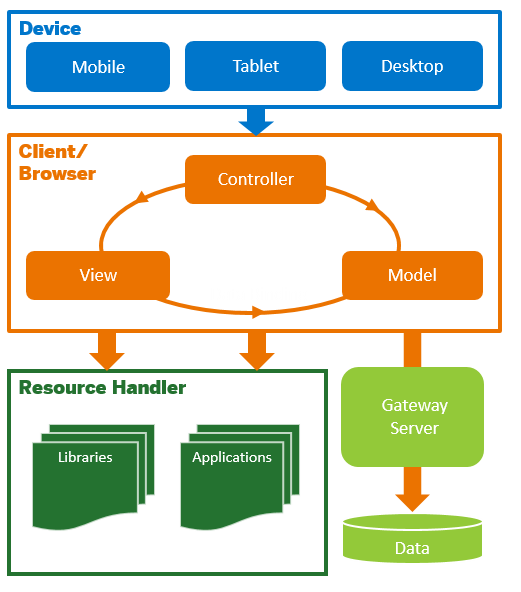 Device
Mobile
Tablet
Desktop
Client/
Browser
Controller
View
Model
Resource Handler
Libraries
Applications
Gateway
Server
Data